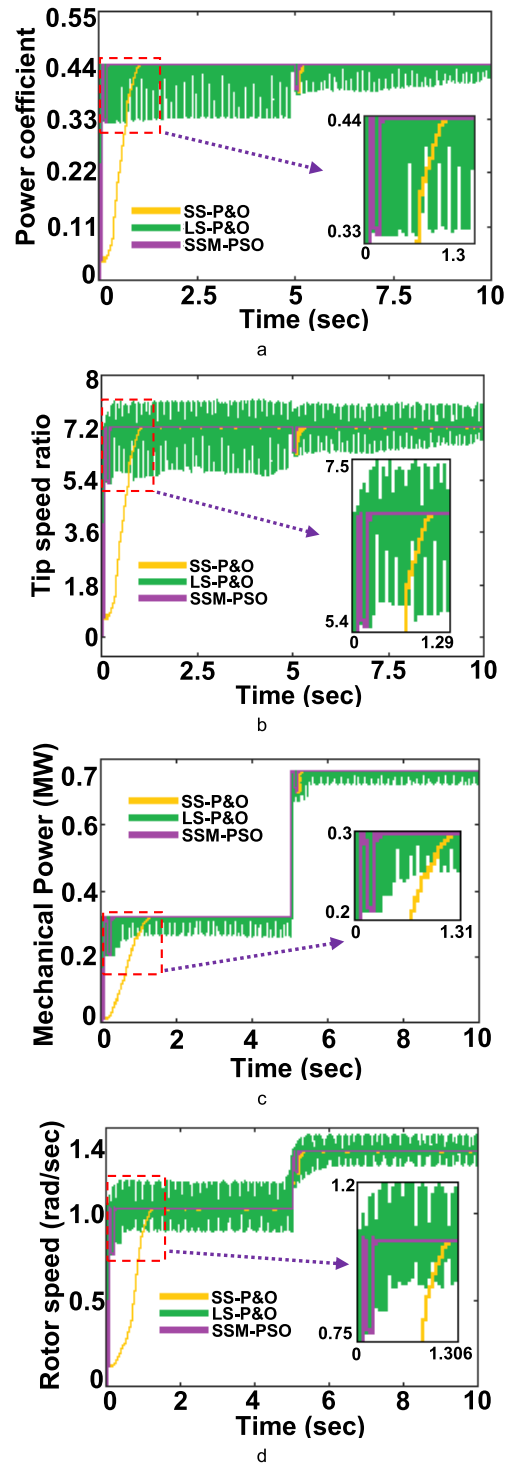 0.55
0.44
0.33
0.22
0.11
0
Power coefficient
SS-P&O
LS-P&O
SSM-PSO
0.44
0.33
0
1.3
0
2.5
5
7.5
10
Time (sec)
a
8
7.2
5.4
3.6
1.8
0
Tip speed ratio
SS-P&O
LS-P&O
SSM-PSO
7.5
5.4
0
1.29
0
2.5
5
7.5
10
Time (sec)
b
0.7
0.6
0.4
0.2
0
Mechanical Power (MW)
SS-P&O
LS-P&O
SSM-PSO
0.3
0.2
0
1.31
0
2
4
6
8
10
Time (sec)
c
1.4
1.0
0.5
0
Rotor speed (rad/sec)
SS-P&O
LS-P&O
SSM-PSO
1.2
0.75
0
1.306
0
2
4
6
8
10
Time (sec)
d